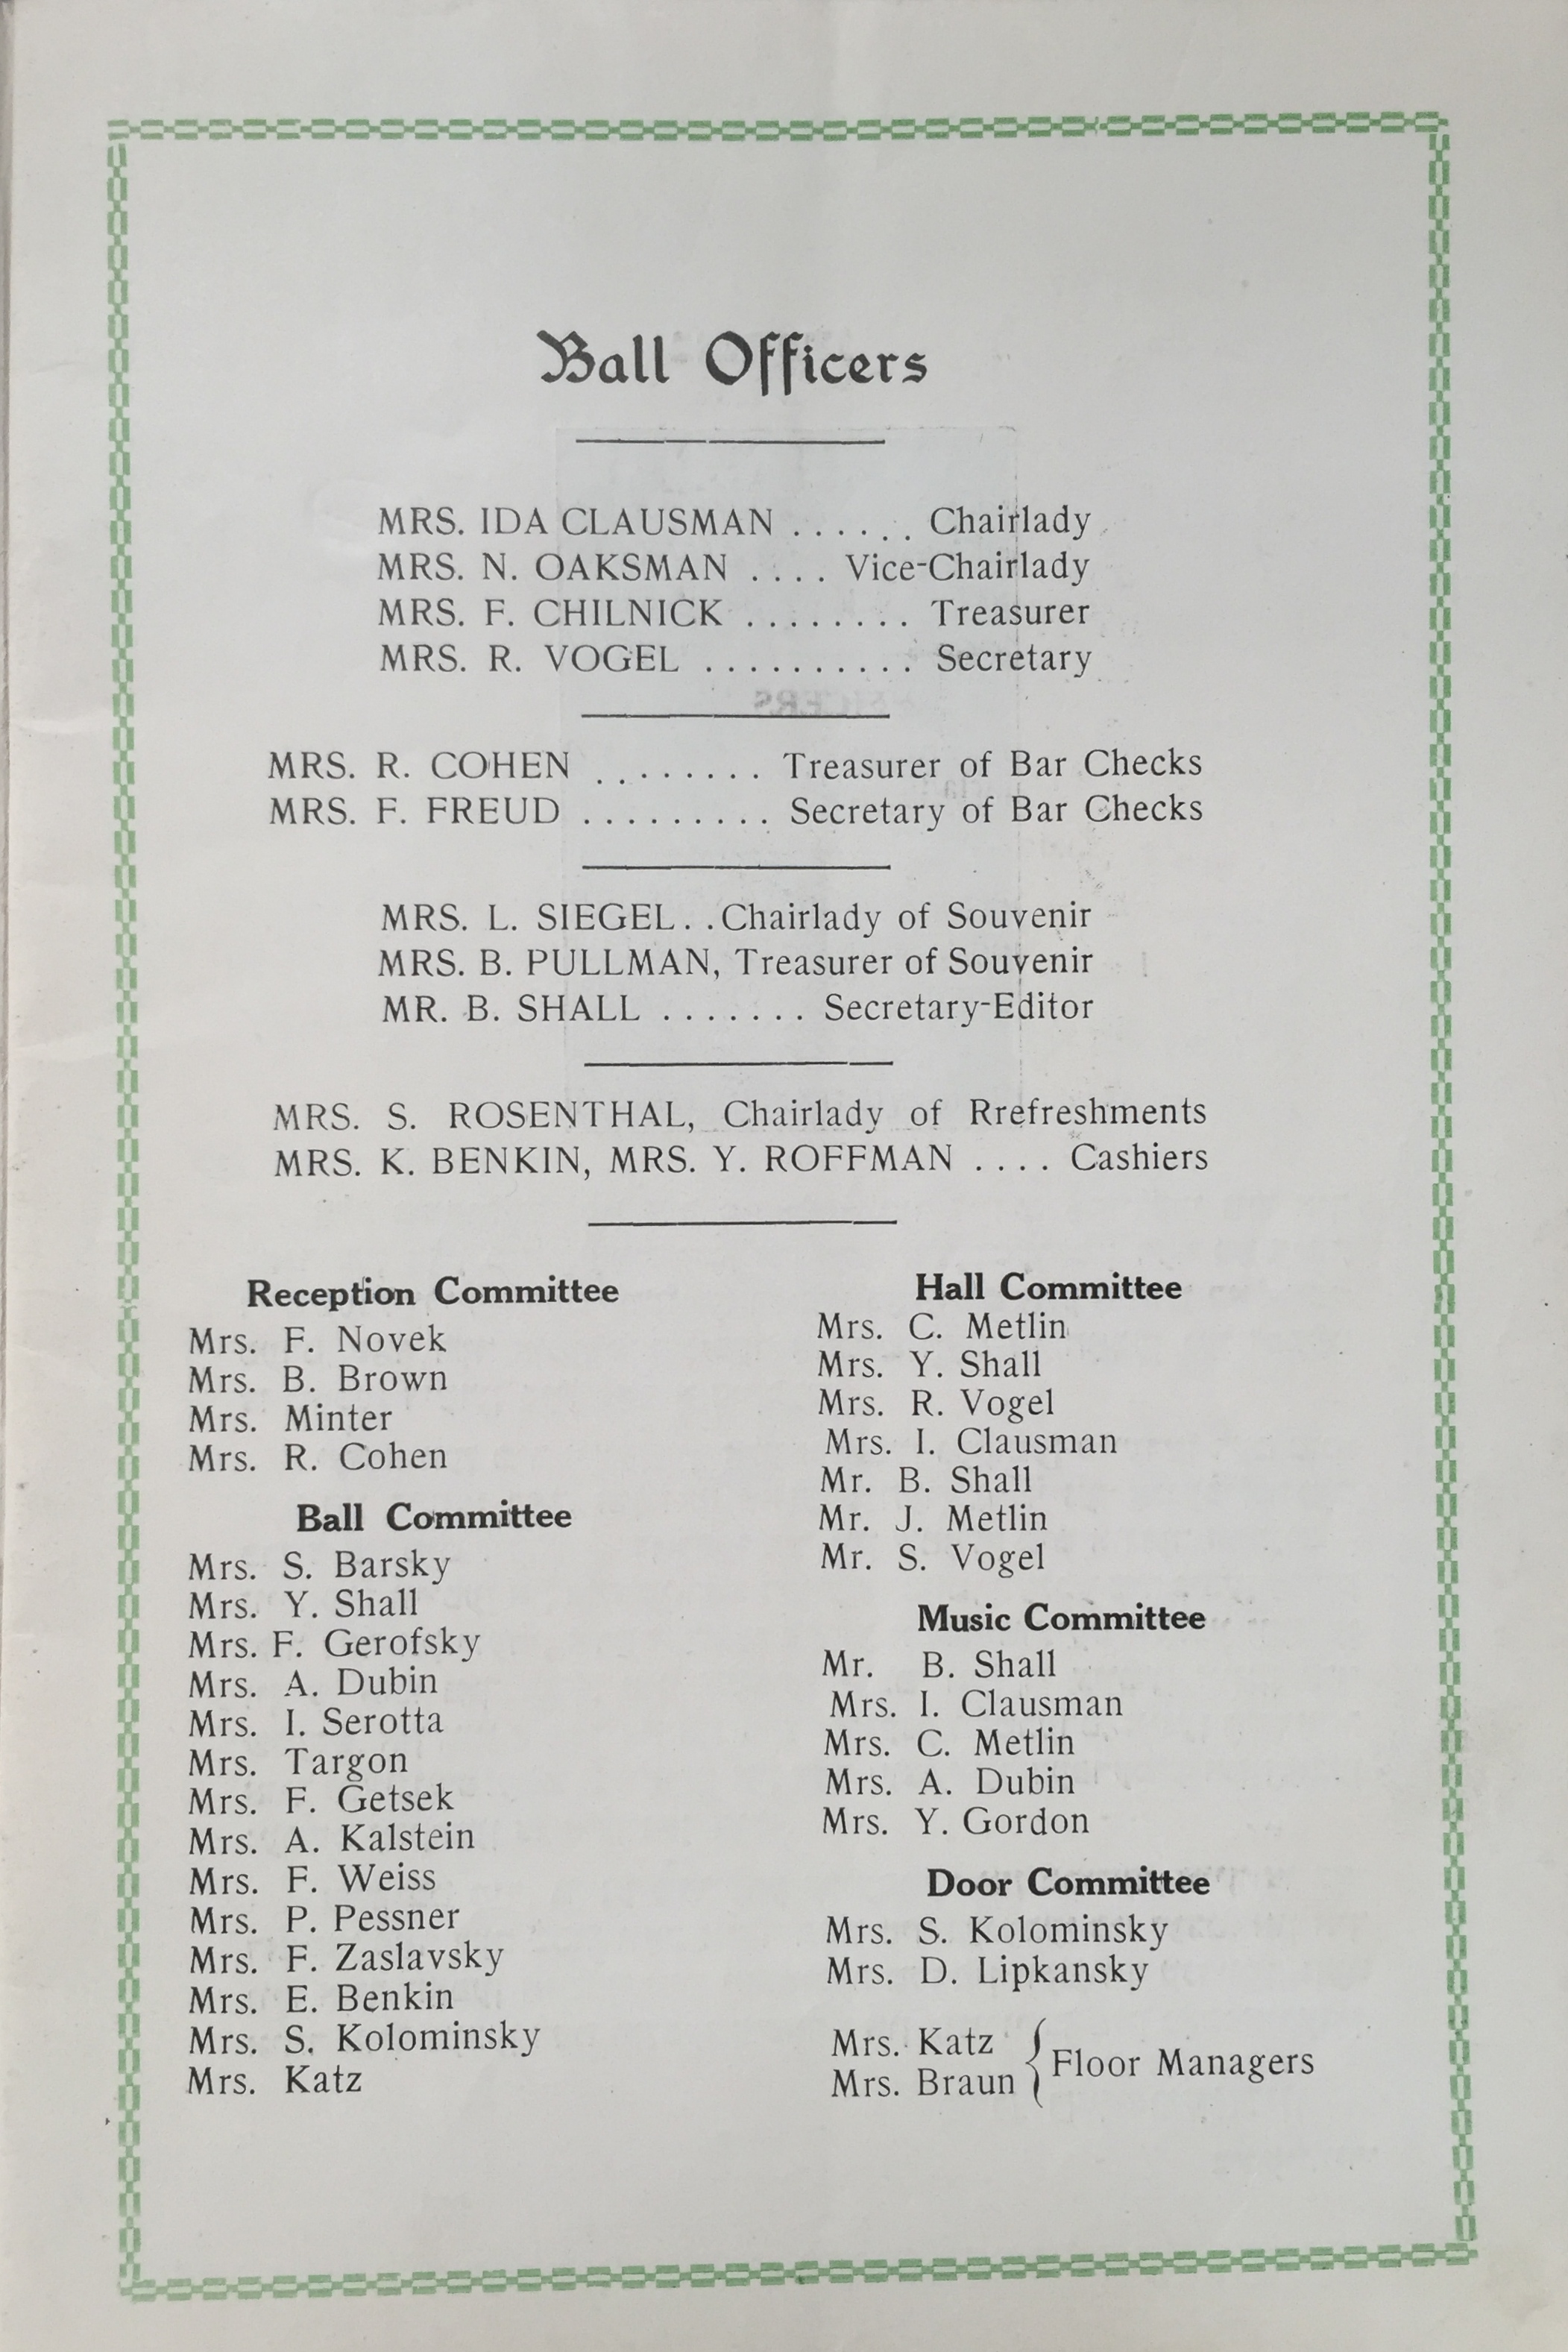 Ball Officers
MRS. IDA CLAUSMAN ...... Chairlady
MRS. N. OAKSMAN .... Vice-Chairlady
MRS. F. CHILNICK ........ Treasurer
MRS. R. VOGEL .......... Secretary
MRS. R. COHEN ........ Treasurer of Bar Checks
MRS. F. FREUD ......... Secretary of Bar Checks
MRS. L. SIEGEL. .Chairlady of Souvenir
MRS. B. PULLMAN, Treasurer of Souvenir
MR. B. SHALL ....... Secretary-Editor
MRS. S. ROSENTHAL, Chairlady of Rrefreshments
MRS. K. BENKIN, MRS. Y. ROFFMAN .... Cashiers
Reception Committee
Mrs. F. Novek
Mrs. B. Brown
Mrs. Minter
Mrs. R. Cohen
Ball Committee
Mrs. S. Barsky
Mrs. Y. Shall
Mrs. F. Gerofsky
Mrs. A. Dubin
Mrs. I. Serotta
Mrs. Targon
Mrs. F. Getsek
Mrs. A. Kalstein
Mrs. F. Weiss
Mrs. P. Pessner
Mrs. F. Zaslavsky
Mrs. E. Benkin
Mrs. S. Kolominsky
Mrs. Katz
Hall Committee
Mrs. C. Metlin
Mrs. Y. Shall
Mrs. R. Vogel
Mrs. I. Clausman
Mr. B. Shall
Mr. J. Metlin
Mr. S. Vogel
Music Committee
Mr. B. Shall
Mrs. I. Clausman
Mrs. C. Metlin
Mrs. A. Dubin
Mrs. Y. Gordon
Door Committee
Mrs. S. Kolominsky
Mrs. D. Lipkansky
Mrs. Katz
Mrs. Braun
Floor Managers